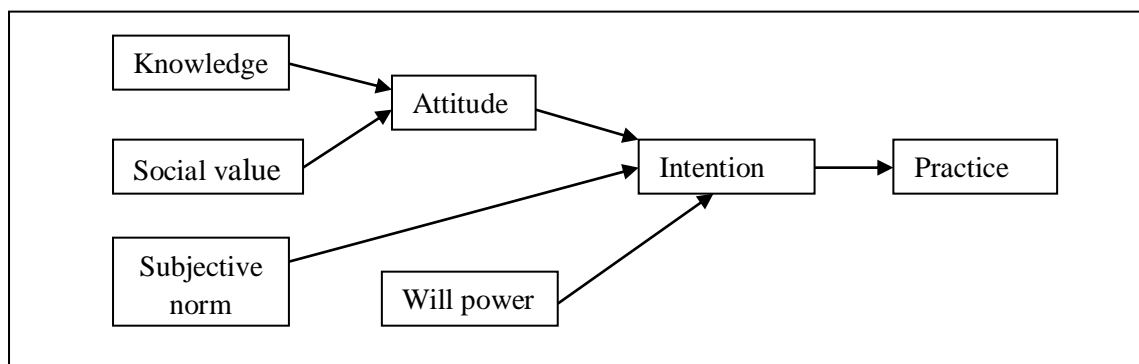 Knowledge
Attitude
Social value
Intention
Practice
Subjective
norm
Will power